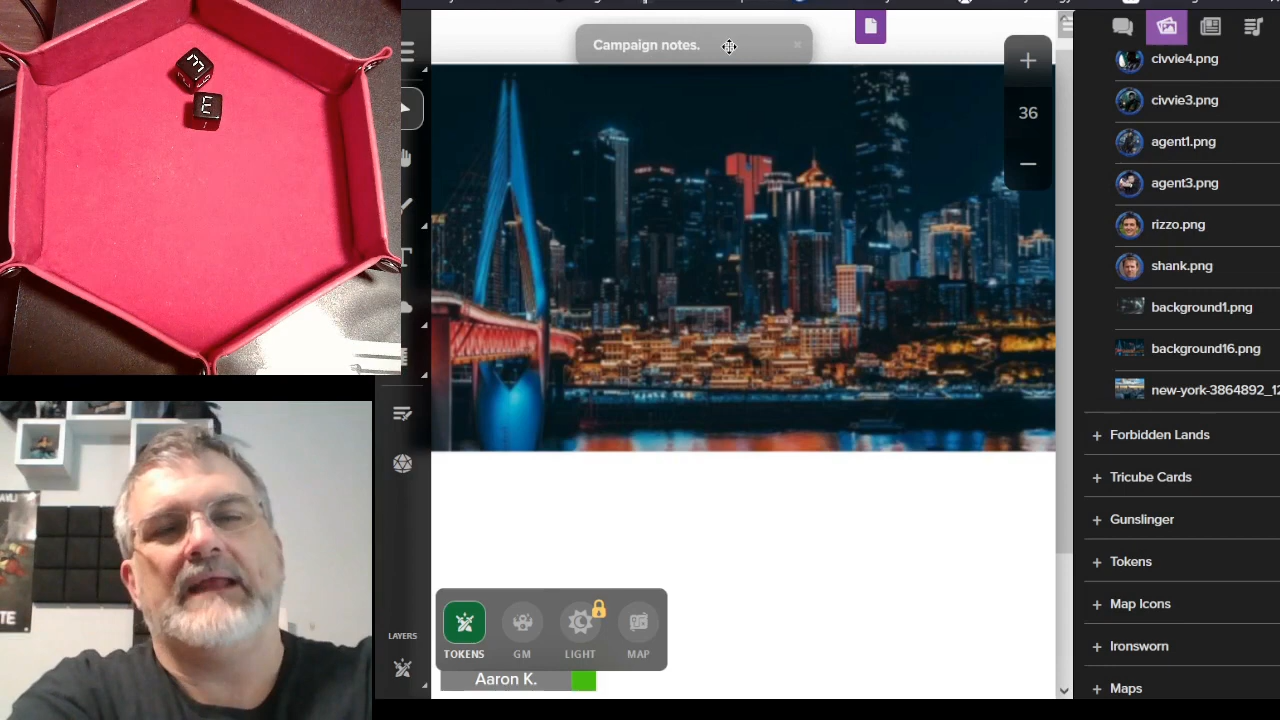 Campaign notes.
36
civvie4.png
civvie3.png
agent1.png
agent3.png
rizzo.png
shank.png
background1.png
background16.png
new-york-3864892_12
Forbidden Lands
Tricube Cards
Gunslinger
Tokens
Map Icons
Ironsworn
Maps
LAYERS
TOKENS
GM
LIGHT
MAP
Aaron K.